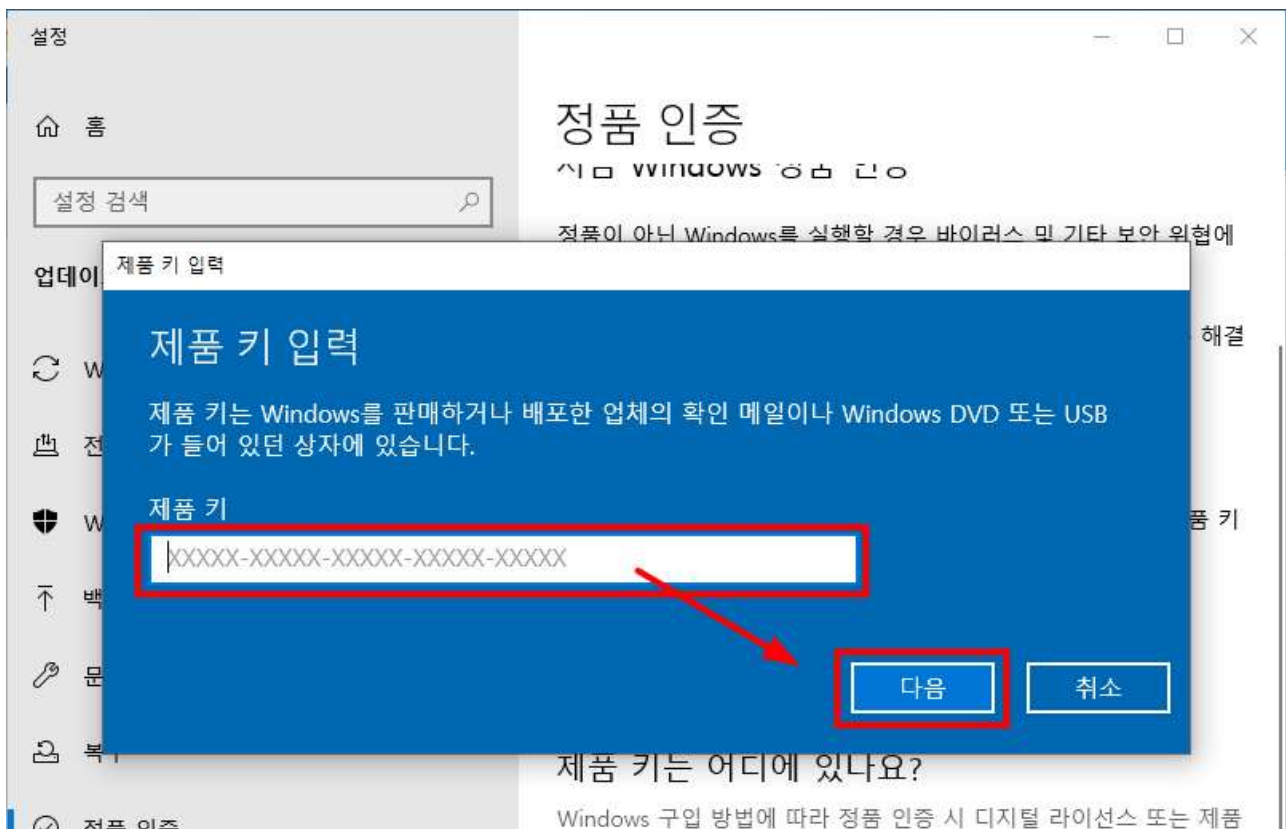 설정
홈
설정 검색
정품 인증
Windows
정품이 아닌 Windows를 실행할 경우 바이러스 및 기타 보안 위협에
업데이
해결
제품 키 입력
제품 키 입력
제품 키는 Windows를 판매하거나 배포한 업체의 확인 메일이나 Windows DVD 또는 USB
가 들어 있던 상자에 있습니다.
제품 키
XXXXX-XXXXX-XXXXX-XXXXX-XXXXX
다음
취소
W
전
W
품 키
백
문
제품 키는 어디에 있나요?
Windows 구입 방법에 따라 정품 인증 시 디지털 라이선스 또는 제품
정품 인증